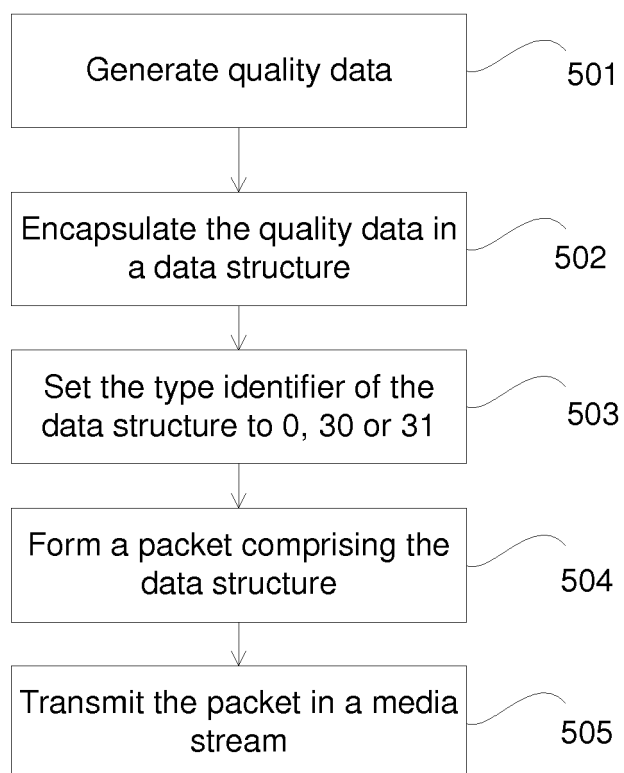 Generate quality data
501
Encapsulate the quality data in
a data structure
502
Set the type identifier of the
data structure to 0, 30 or 31
503
Form a packet comprising the
data structure
504
Transmit the packet in a media
stream
505